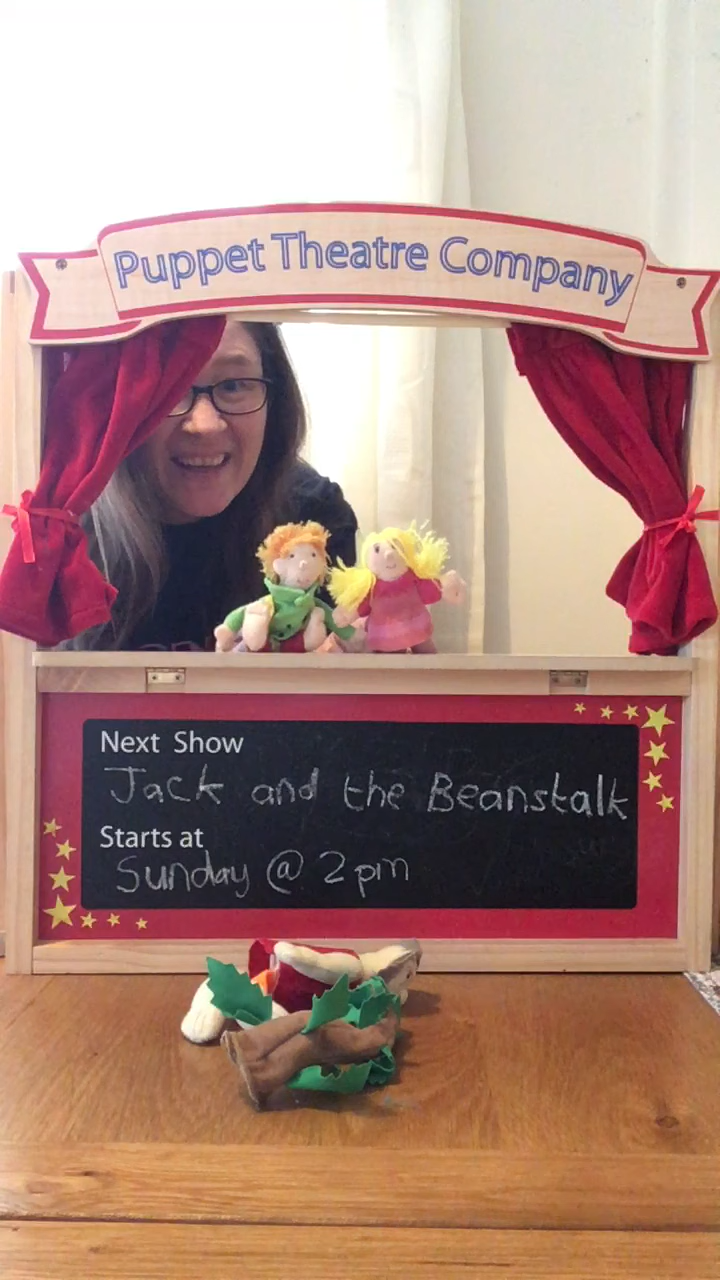 Puppet Theatre Company
Next Show
Jack and the Beanstalk
Starts at
Sunday @ 2pm